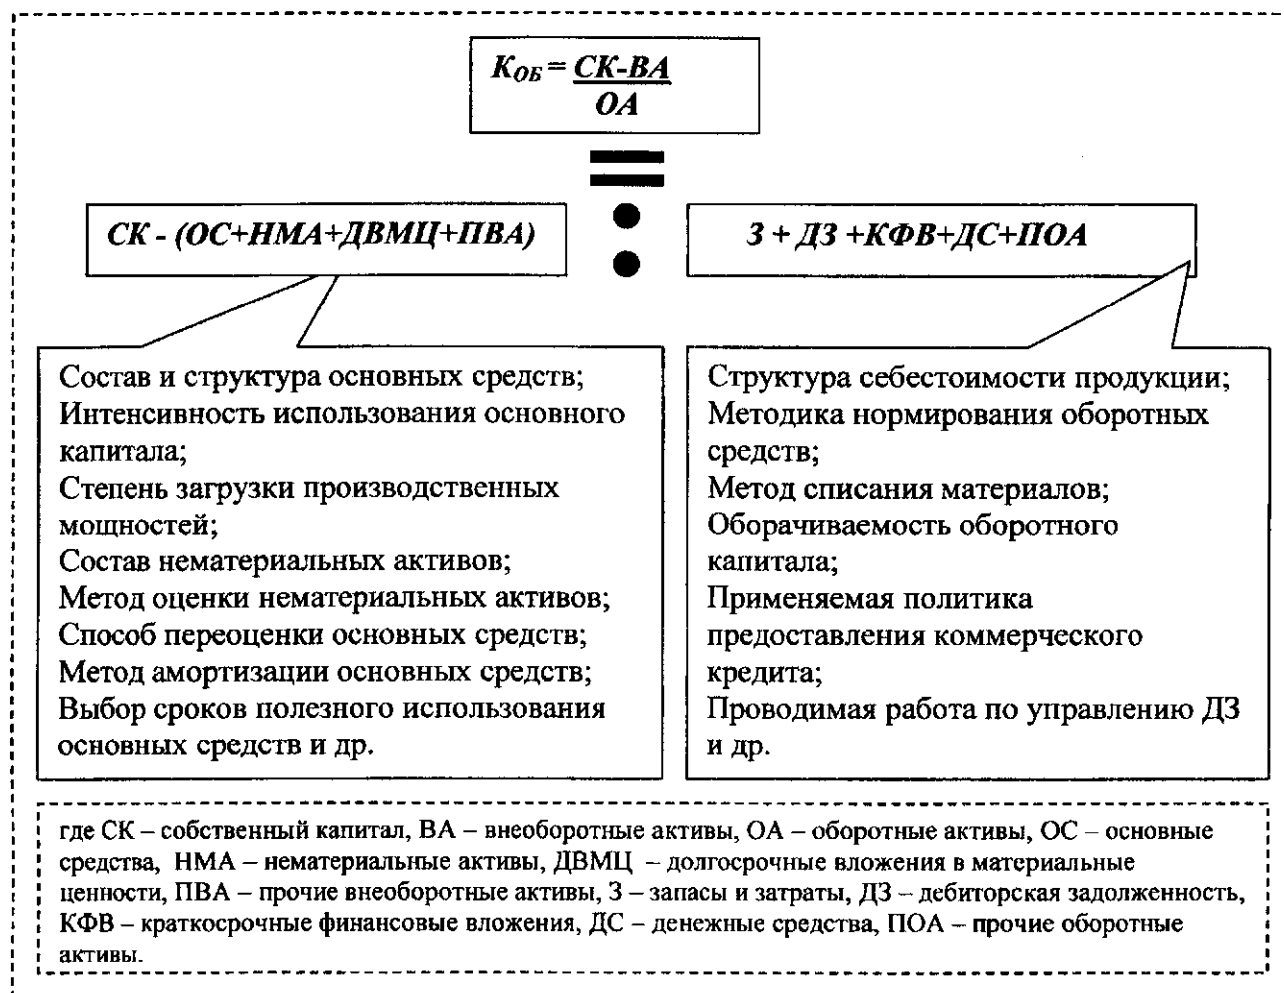 К_ОБ = СК-ВА
ОА
СК - (ОС+НМА+ДВМЦ+ПВА)
З + ДЗ +КФВ+ДС+ПОА
Состав и структура основных средств;
Интенсивность использования основного
капитала;
Степень загрузки производственных
мощностей;
Состав нематериальных активов;
Метод оценки нематериальных активов;
Способ переоценки основных средств;
Метод амортизации основных средств;
Выбор сроков полезного использования
основных средств и др.
Структура себестоимости продукции;
Методика нормирования оборотных
средств;
Метод списания материалов;
Оборачиваемость оборотного
капитала;
Применяемая политика
предоставления коммерческого
кредита;
Проводимая работа по управлению ДЗ
и др.
где СК – собственный капитал, ВА – внеоборотные активы, ОА – оборотные активы, ОС – основные
средства, НМА – нематериальные активы, ДВМЦ – долгосрочные вложения в материальные
ценности, ПВА – прочие внеоборотные активы, З – запасы и затраты, ДЗ – дебиторская задолженность,
КФВ – краткосрочные финансовые вложения, ДС – денежные средства, ПОА – прочие оборотные
активы.